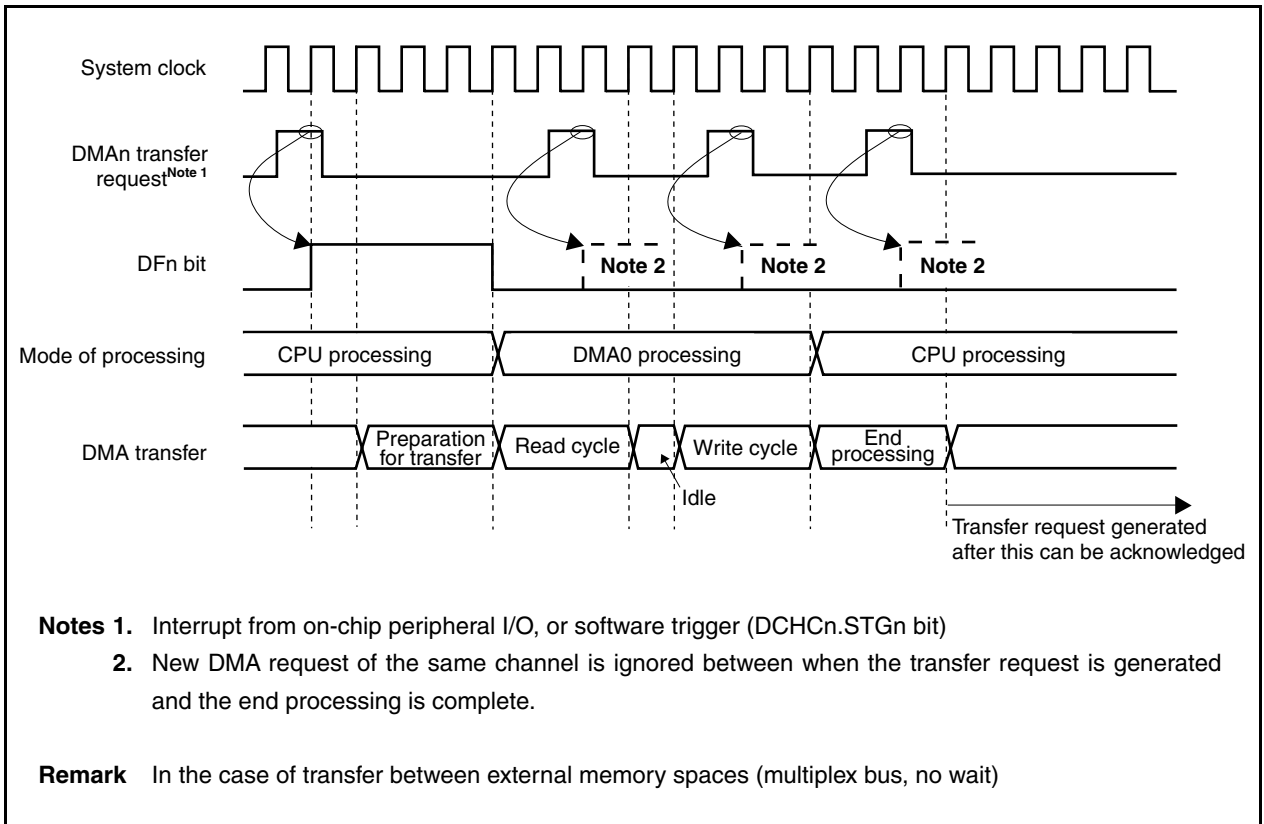 System clock
DMAn transfer
requestNote 1
DFn bit
Note 2
Note 2
Note 2
Mode of processing
CPU processing
DMA0 processing
CPU processing
DMA transfer
Preparation
for transfer
Read cycle
Idle
Write cycle
End
processing
Transfer request generated
after this can be acknowledged
Notes 1. Interrupt from on-chip peripheral I/O, or software trigger (DCHCn.STGn bit)
2. New DMA request of the same channel is ignored between when the transfer request is generated
and the end processing is complete.
Remark In the case of transfer between external memory spaces (multiplex bus, no wait)